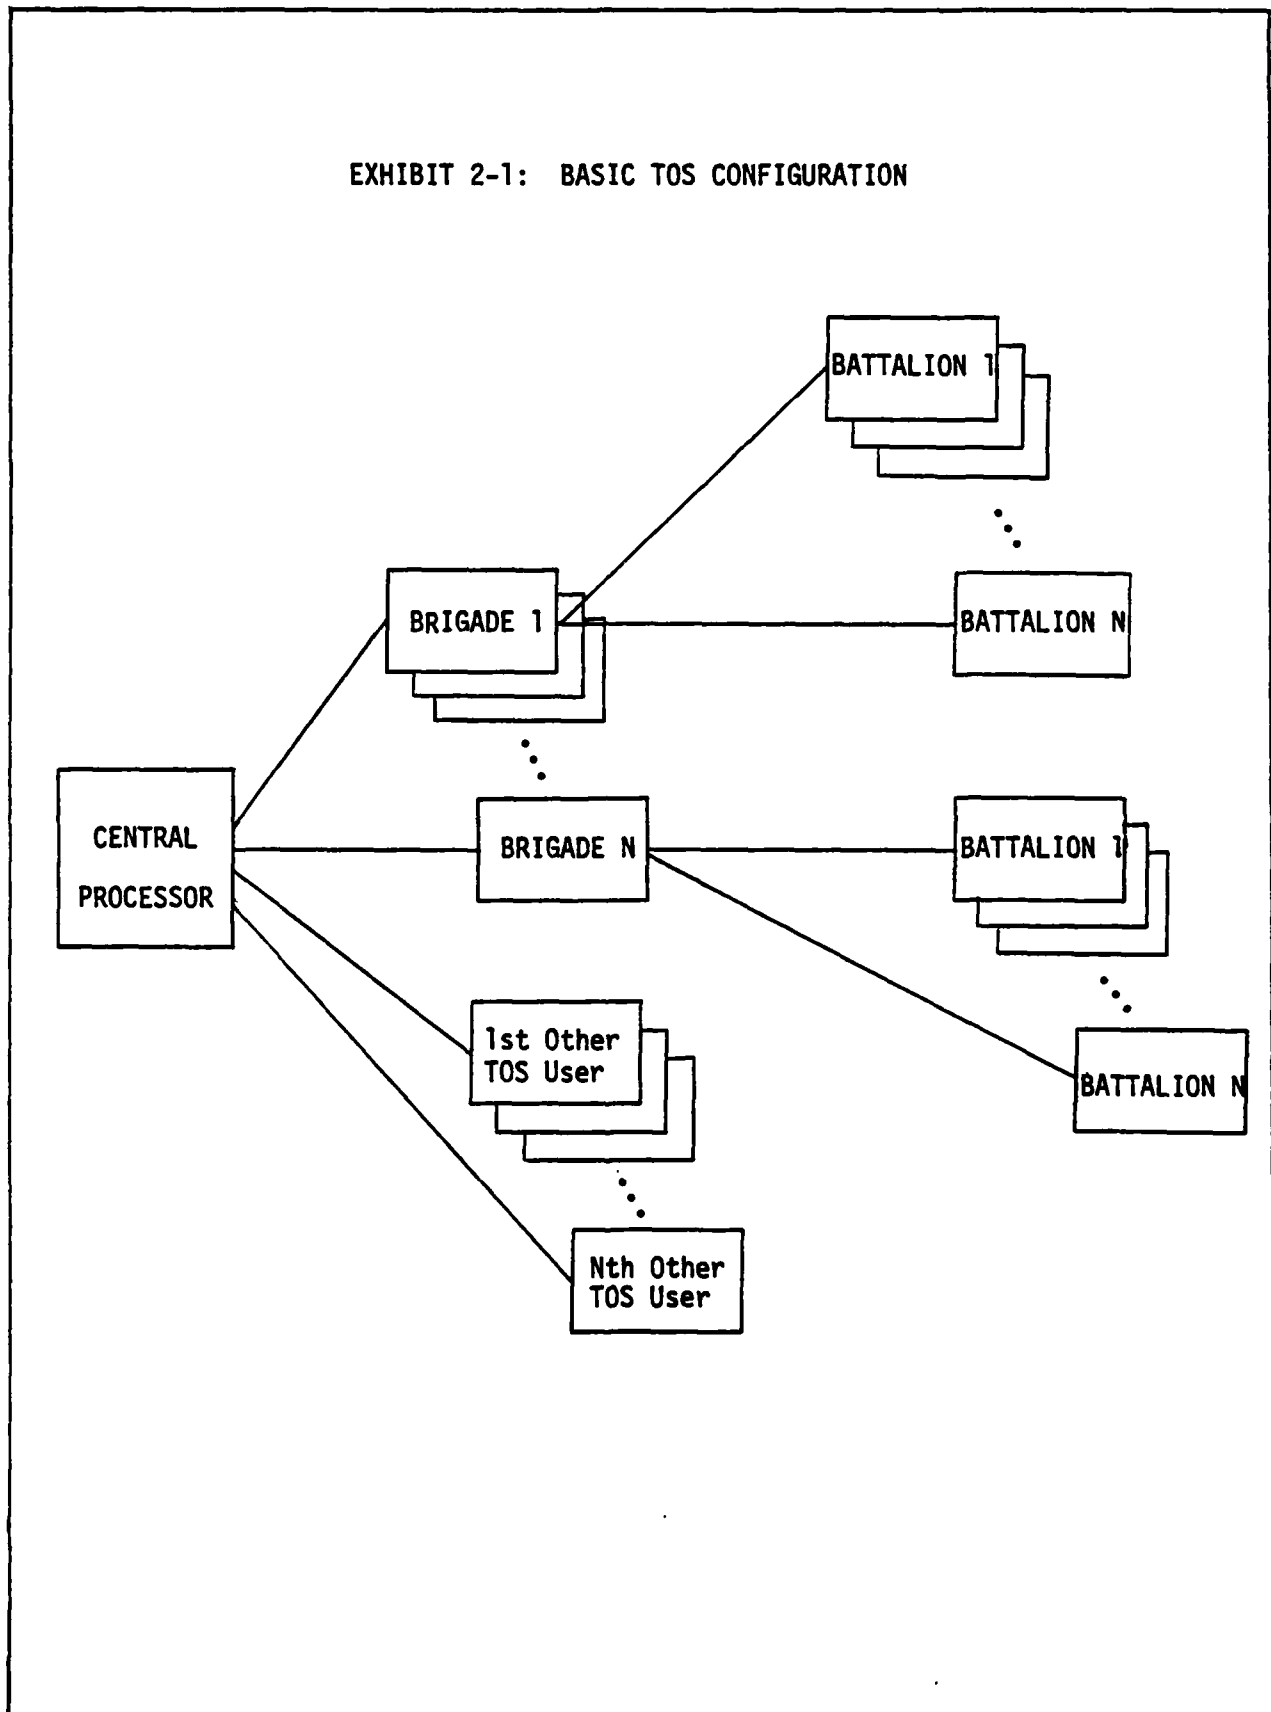 EXHIBIT 2-1: BASIC TOS CONFIGURATION
BATTALION 1
BRIGADE 1
BATTALION N
CENTRAL
PROCESSOR
BRIGADE N
BATTALION 1
1st Other
TOS User
BATTALION N
Nth Other
TOS User